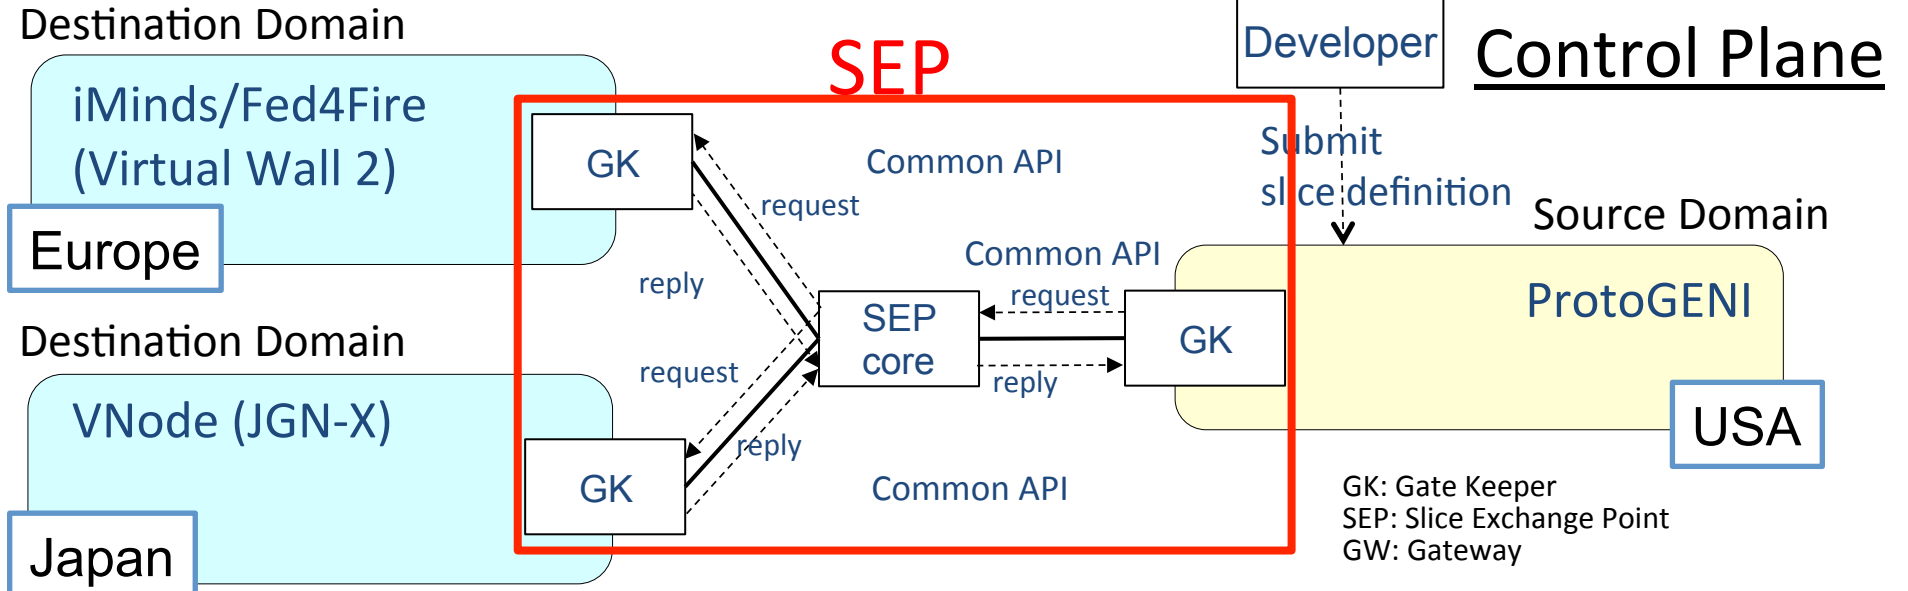 Destination Domain
iMinds/Fed4Fire
(Virtual Wall 2)
Europe
SEP
Developer
Control Plane
GK
Common API
Submit
slice definition
request
Source Domain
Common API
reply
request
SEP
core
GK
ProtoGENI
reply
Destination Domain
request
VNode (JGN-X)
reply
USA
GK
Common API
GK: Gate Keeper
SEP: Slice Exchange Point
GW: Gateway
Japan